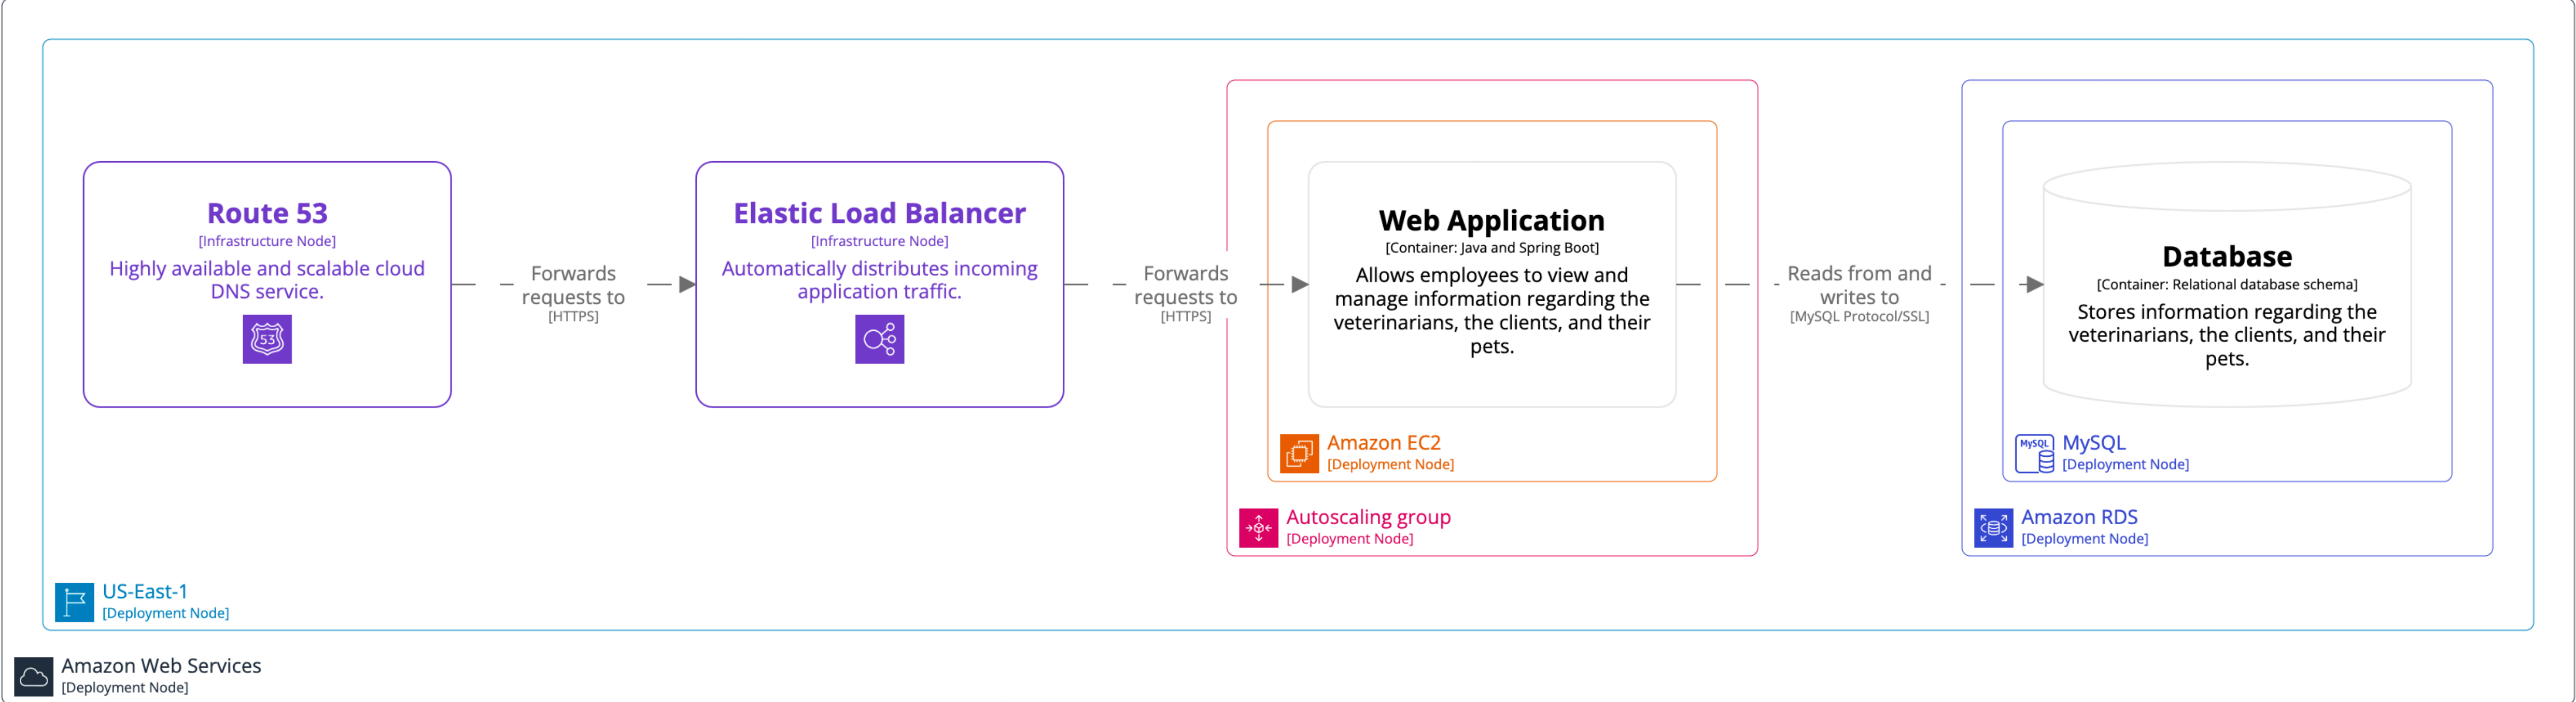 Route 53
[Infrastructure Node]
Highly available and scalable cloud
DNS service.
53
Forwards
requests to
[HTTPS]
Elastic Load Balancer
[Infrastructure Node]
Automatically distributes incoming
application traffic.
Forwards
requests to
[HTTPS]
Web Application
[Container: Java and Spring Boot]
Allows employees to view and
manage information regarding the
veterinarians, the clients, and their
pets.
Amazon EC2
[Deployment Node]
Autoscaling group
[Deployment Node]
Reads from and
writes to
[MySQL Protocol/SSL]
Database
[Container: Relational database schema]
Stores information regarding the
veterinarians, the clients, and their
pets.
MySQL
MySQL
[Deployment Node]
Amazon RDS
[Deployment Node]
US-East-1
[Deployment Node]
Amazon Web Services
[Deployment Node]